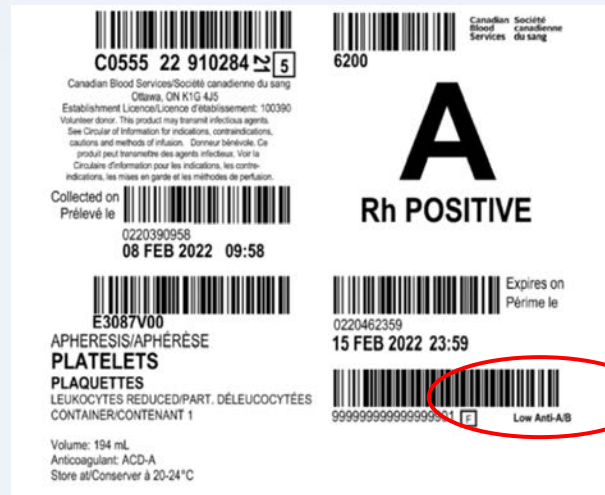 C0555 22 910284 21 5
Canadian Blood Services/Société canadienne du sang
Ottawa, ON K1G 4J5
Establishment Licence/Licence d'établissement: 100390
Volunteer donor. This product may transmit infectious agents.
See Circular of Information for indications, contraindications,
cautions and methods of infusion. Donneur bénévole. Ce
produit peut transmettre des agents infectieux. Voir la
Circulaire d'information pour les indications, les contre-
indications, les mises en garde et les méthodes de perfusion.
Collected on
Prélevé le
0220390958
08 FEB 2022 09:58
E3087V00
APHERESIS/APHÉRÈSE
PLATELETS
PLAQUETTES
LEUKOCYTES REDUCED/PART. DÉLEUCOCYTÉES
CONTAINER/CONTENANT 1
Volume: 194 mL
Anticoagulant: ACD-A
Store at/Conserver à 20-24°C
Canadian Société
Blood canadienne
Services du sang
6200
A
Rh POSITIVE
Expires on
Périme le
0220462359
15 FEB 2022 23:59
F
Low Anti-A/B